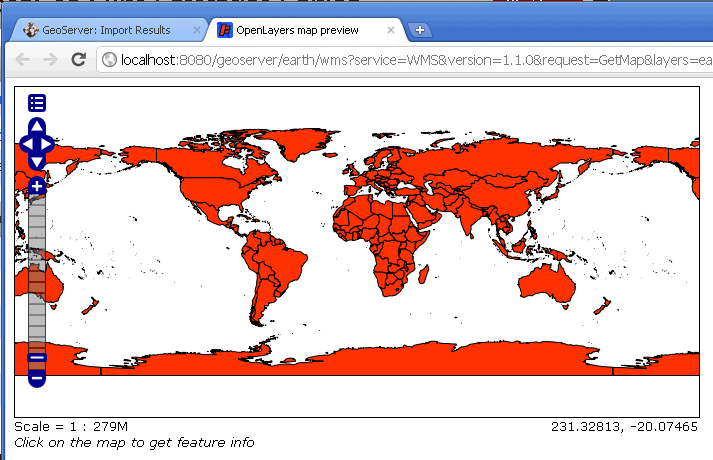 GeoServer: Import Results
OpenLayers map preview
localhost:8080/geoserver/earth/wms?service=WMS&version=1.1.0&request=GetMap&layers=ea
Scale = 1 : 279M
231.32813, -20.07465
Click on the map to get feature info